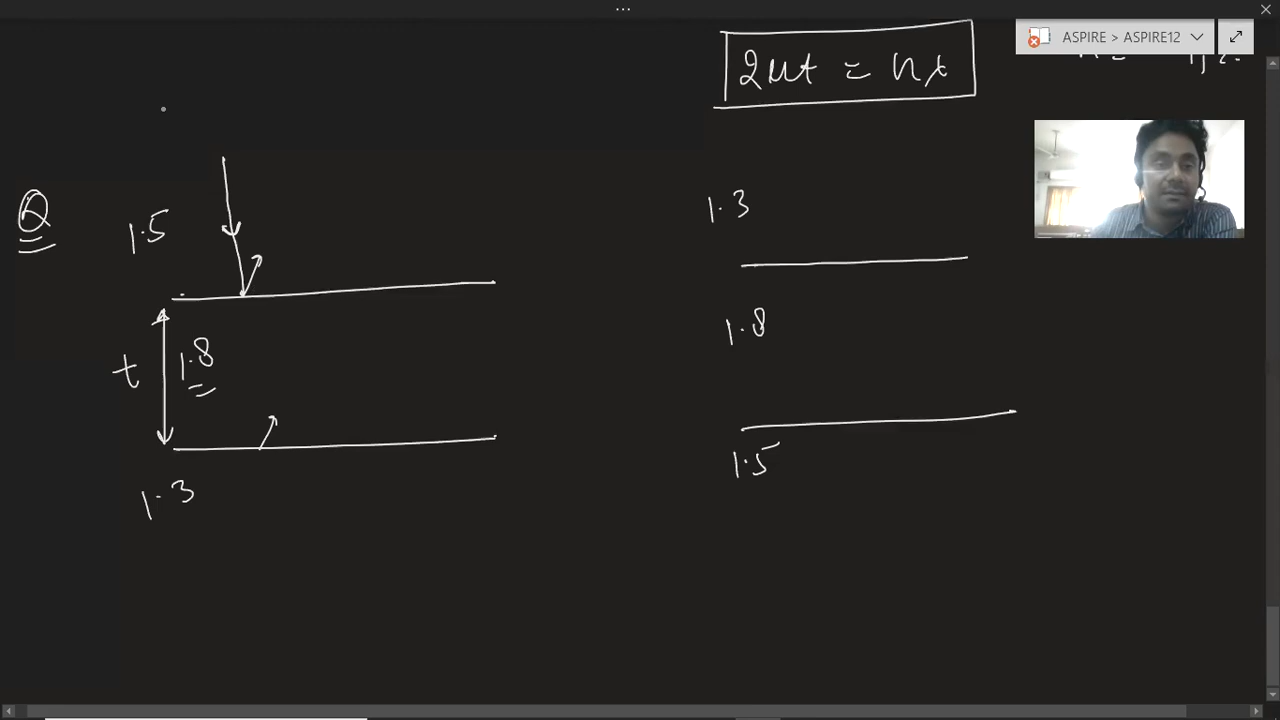 2μt = nλ
ASPIRE > ASPIRE12
Q
1.5
1.3
t
1.8
1.8
1.3
1.5